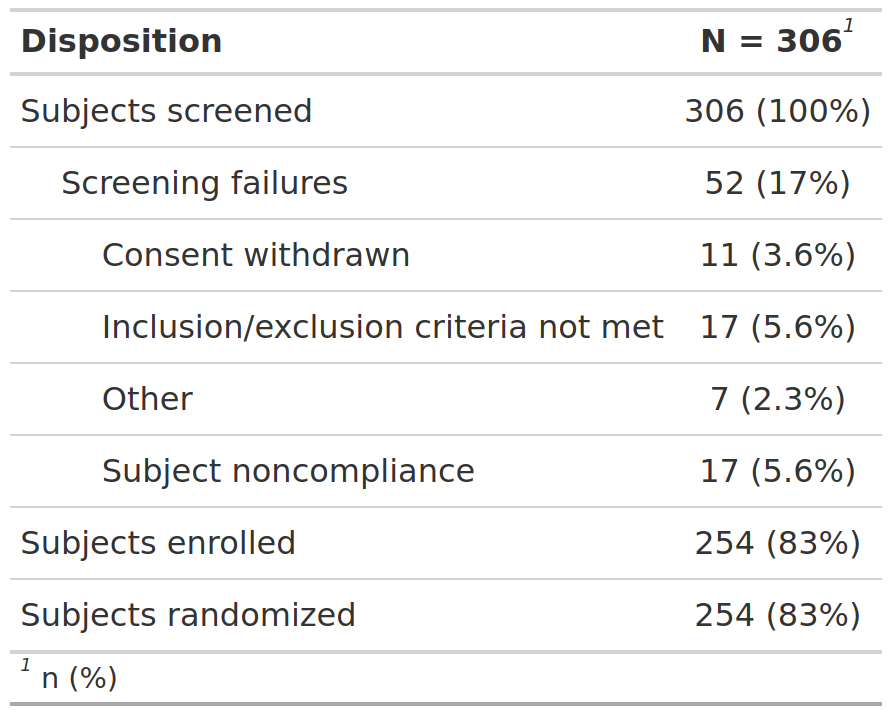 Disposition N = 306¹
Subjects screened 306 (100%)
Screening failures 52 (17%)
Consent withdrawn 11 (3.6%)
Inclusion/exclusion criteria not met 17 (5.6%)
Other 7 (2.3%)
Subject noncompliance 17 (5.6%)
Subjects enrolled 254 (83%)
Subjects randomized 254 (83%)
¹ n (%)